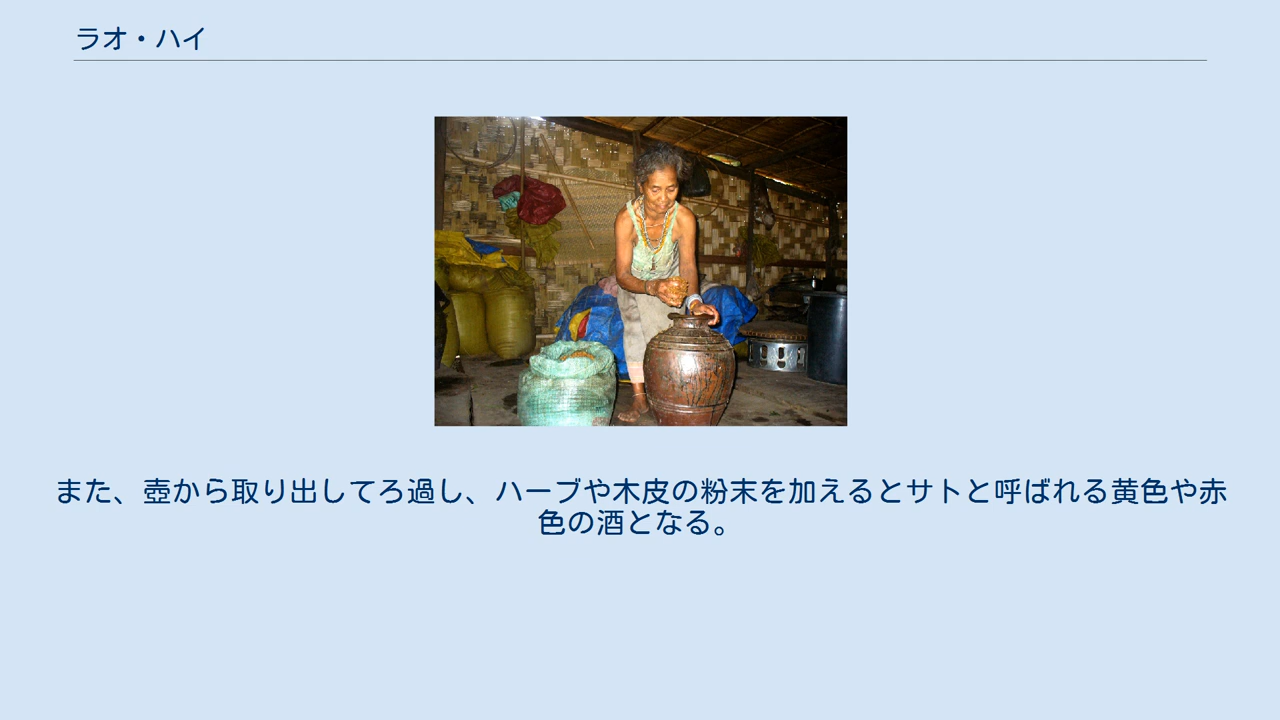 ラオ・ハイ
また、壺から取り出してろ過し、ハーブや木皮の粉末を加えるとサトと呼ばれる黄色や赤
色の酒となる。